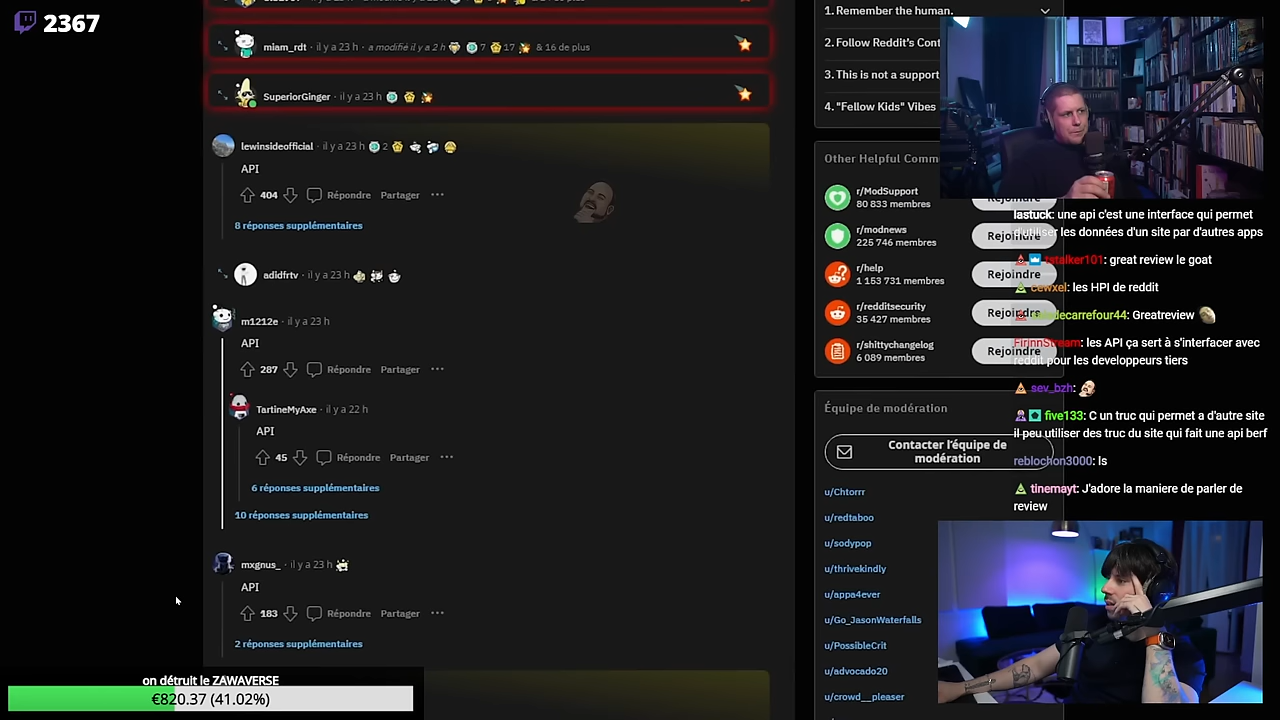 2367
miam_rdt · il y a 23 h · a modifié il y a 2 h 7 17 & 16 de plus
SuperiorGinger · il y a 23 h
lewinsideofficial · il y a 23 h 2
API
404 Répondre Partager ···
8 réponses supplémentaires
adidfrtv · il y a 23 h
m1212e · il y a 23 h
API
287 Répondre Partager ···
TartineMyAxe · il y a 22 h
API
45 Répondre Partager ···
6 réponses supplémentaires
10 réponses supplémentaires
mxgnus_ · il y a 23 h
API
183 Répondre Partager ···
2 réponses supplémentaires
on détruit le ZAWAVERSE
€820.37 (41.02%)
1. Remember the human.
2. Follow Reddit's Cont
3. This is not a support
4. "Fellow Kids" Vibes
Other Helpful Comm
r/ModSupport
80 833 membres
Rejoindre
r/modnews
225 746 membres
Rejoindre
r/help
1 153 731 membres
Rejoindre
r/redditsecurity
35 427 membres
Rejoindre
r/shittychangelog
6 089 membres
Rejoindre
Équipe de modération
Contacter l'équipe de
modération
u/Chtorrr
u/redtaboo
u/sodypop
u/thrivekindly
u/appa4ever
u/Go_JasonWaterfalls
u/PossibleCrit
u/advocado20
u/crowd__pleaser
lastuck: une api c'est une interface qui permet
d'utiliser les données d'un site par d'autres apps
tstalker101: great review le goat
cewxel: les HPI de reddit
decarrefour44: Greatreview
FirinnStream: les API ça sert à s'interfacer avec
reddit pour les developpeurs tiers
sev_bzh:
five133: C un truc qui permet a d'autre site
il peu utiliser des truc du site qui fait une api berf
reblochon3000: ls
tinemayt: J'adore la maniere de parler de
review